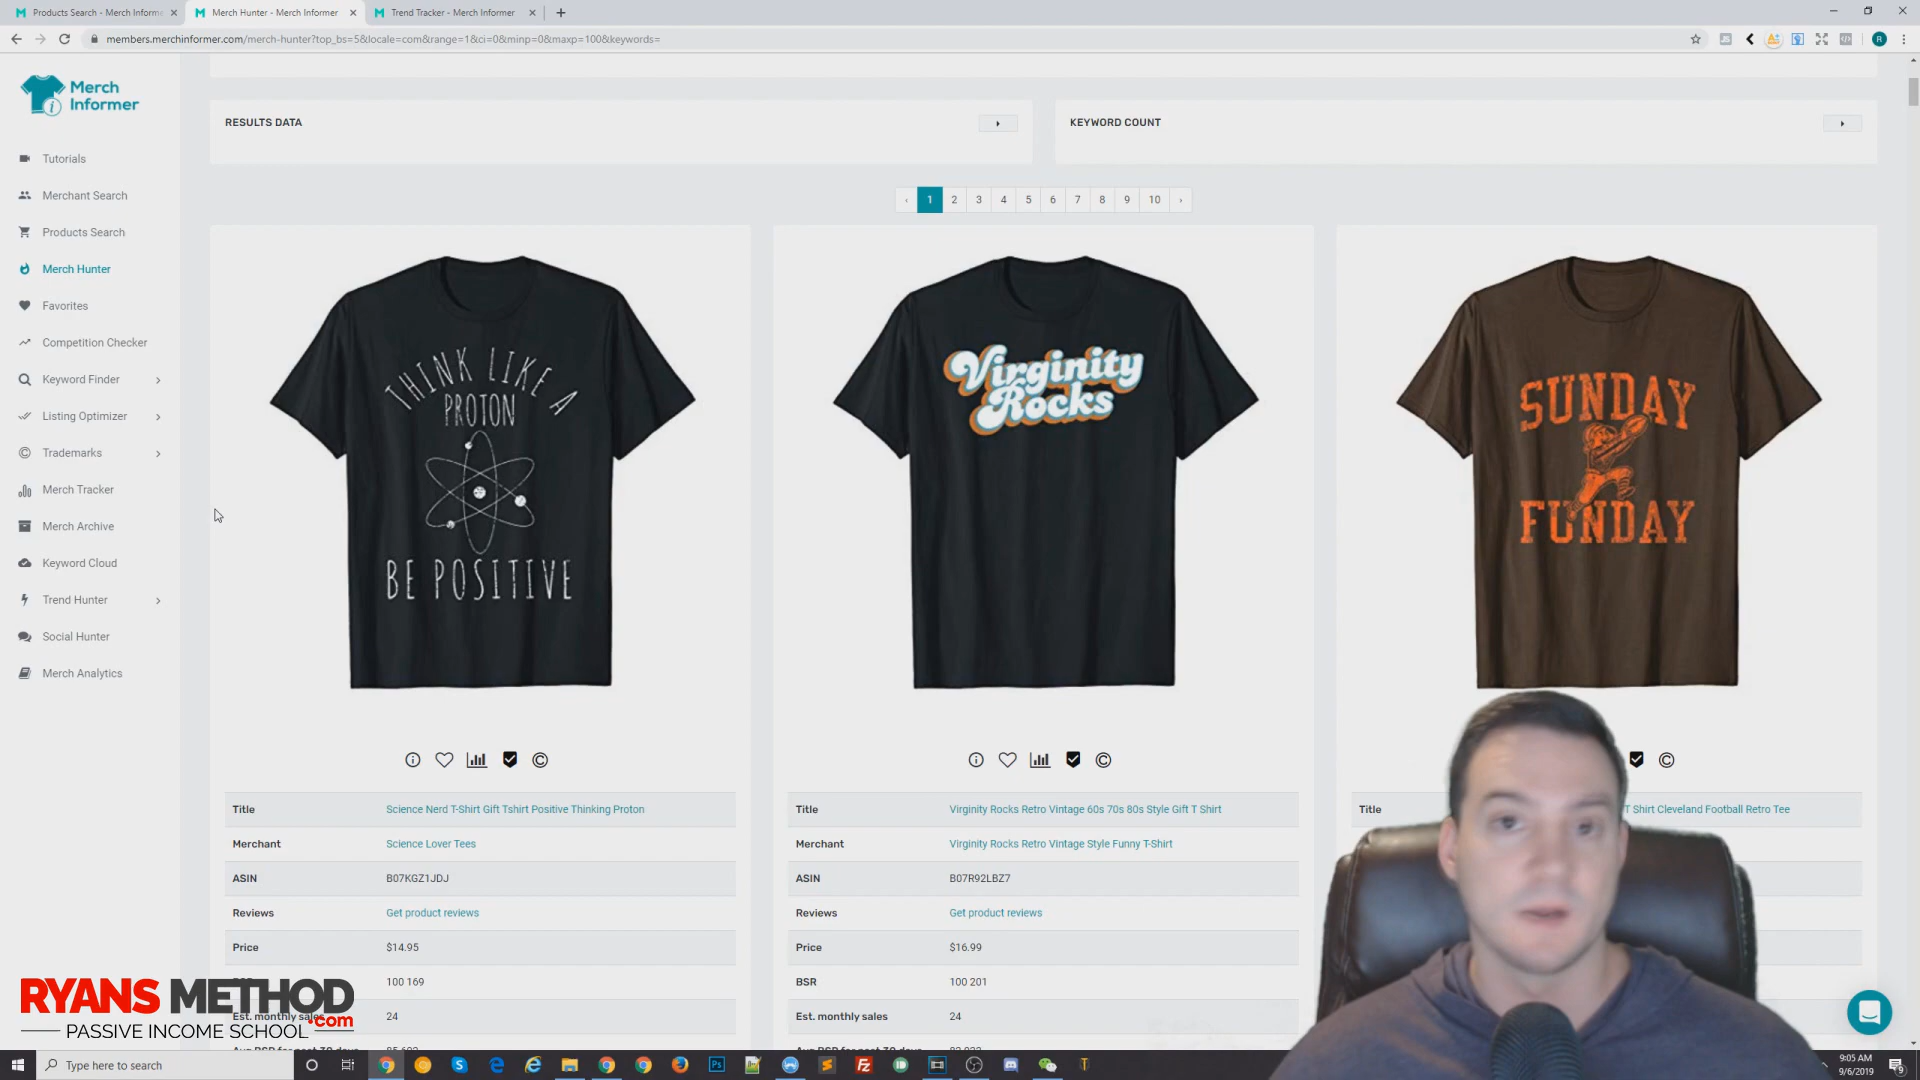 Products Search - Merch Inform
Merch Hunter - Merch Informer
Trend Tracker - Merch Informer
members.merchinformer.com/merch-hunter?top_bs=5&locale=com&range=1&ci=0&minp=0&maxp=100&keywords=
Merch
Informer
RESULTS DATA
KEYWORD COUNT
Tutorials
Merchant Search
Products Search
Merch Hunter
Favorites
Competition Checker
Keyword Finder
Listing Optimizer
Trademarks
Merch Tracker
Merch Archive
Keyword Cloud
Trend Hunter
Social Hunter
Merch Analytics
‹ 1 2 3 4 5 6 7 8 9 10 ›
THINK LIKE A
PROTON
BE POSITIVE
Virginity
Rocks
SUNDAY
FUNDAY
Title Science Nerd T-Shirt Gift Tshirt Positive Thinking Proton
Merchant Science Lover Tees
ASIN B07KGZ1JDJ
Reviews Get product reviews
Price $14.95
100 169
Est. monthly sales 24
Title Virginity Rocks Retro Vintage 60s 70s 80s Style Gift T Shirt
Merchant Virginity Rocks Retro Vintage Style Funny T-Shirt
ASIN B07R92LBZ7
Reviews Get product reviews
Price $16.99
BSR 100 201
Est. monthly sales 24
Title T Shirt Cleveland Football Retro Tee
RYANS METHOD
.com
PASSIVE INCOME SCHOOL
Type here to search
9:05 AM
9/6/2019